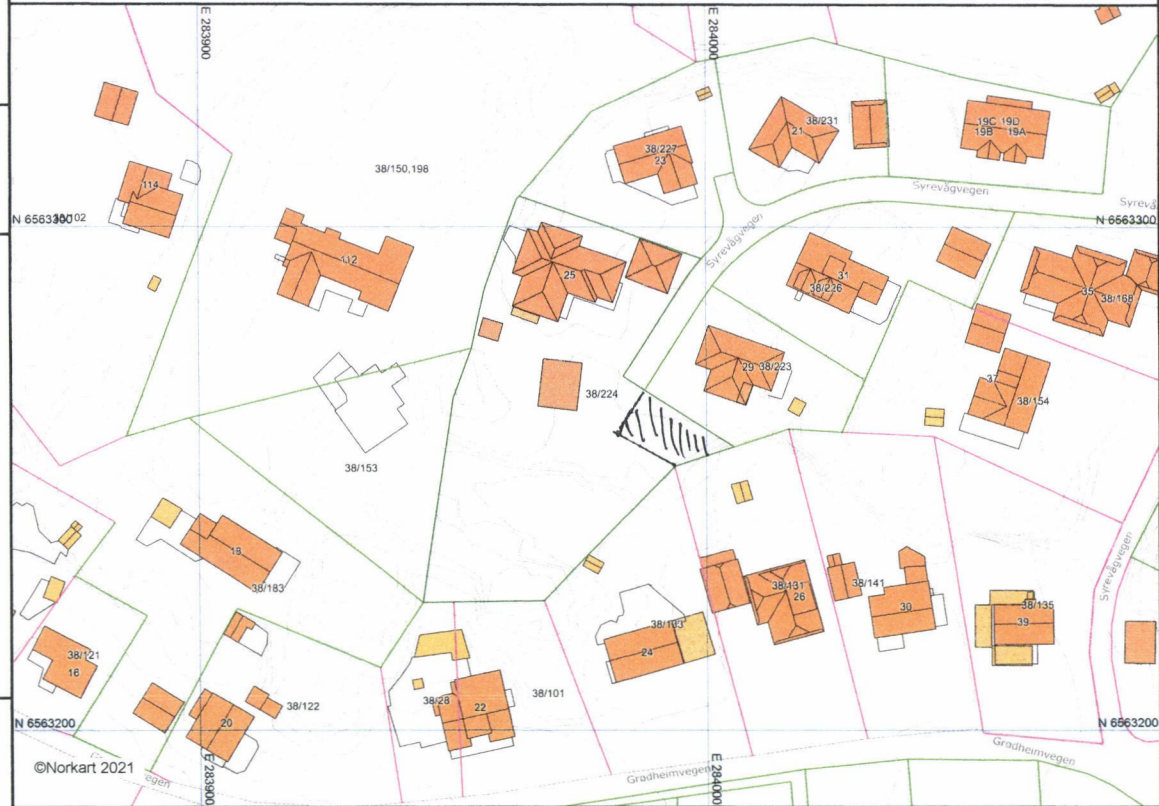 E 283900
E 284000
38/231
21
19C 19D
19B 19A
38/227
23
38/150,198
114
Syrevågvegen
N 6563300
N 6563300
112
25
Syrevågvegen
31
38/226
35
38/168
29 38/223
37
38/154
38/224
38/153
18
38/183
Syrevågvegen
38/131
26
38/141
30
38/135
39
38/121
16
24
38/122
38/28
22
38/101
20
N 6563200
N 6563200
©Norkart 2021
E 283900
E 284000
Grødheimvegen
Grødheimvegen